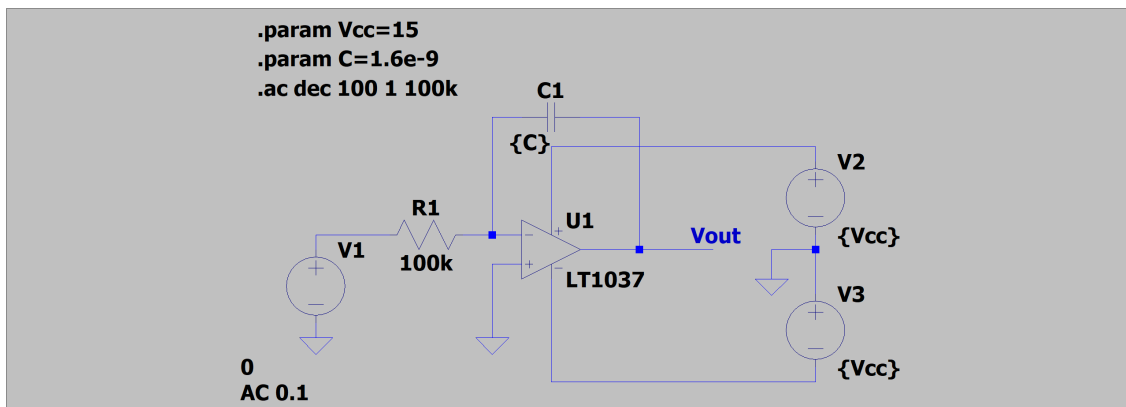 .param Vcc=15
.param C=1.6e-9
.ac dec 100 1 100k
C1
{C}
V2
R1
U1
Vout
{Vcc}
V1
100k
LT1037
V3
0
{Vcc}
AC 0.1